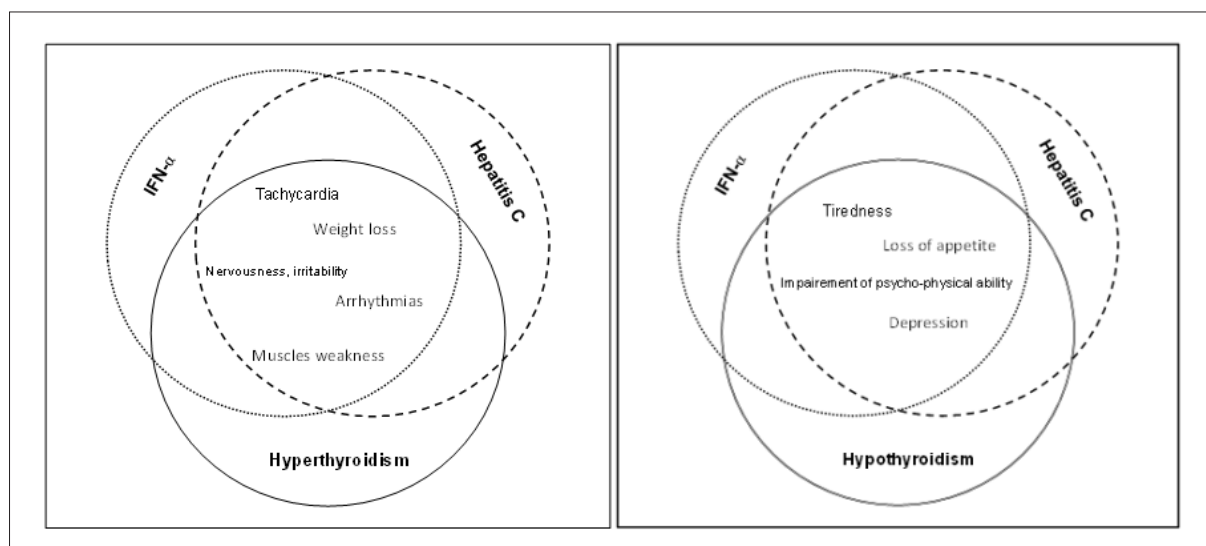 IFN-α
Hepatitis C
Tachycardia
Weight loss
Nervousness, irritability
Arrhythmias
Muscles weakness
Hyperthyroidism
IFN-α
Hepatitis C
Tiredness
Loss of appetite
Impairement of psycho-physical ability
Depression
Hypothyroidism